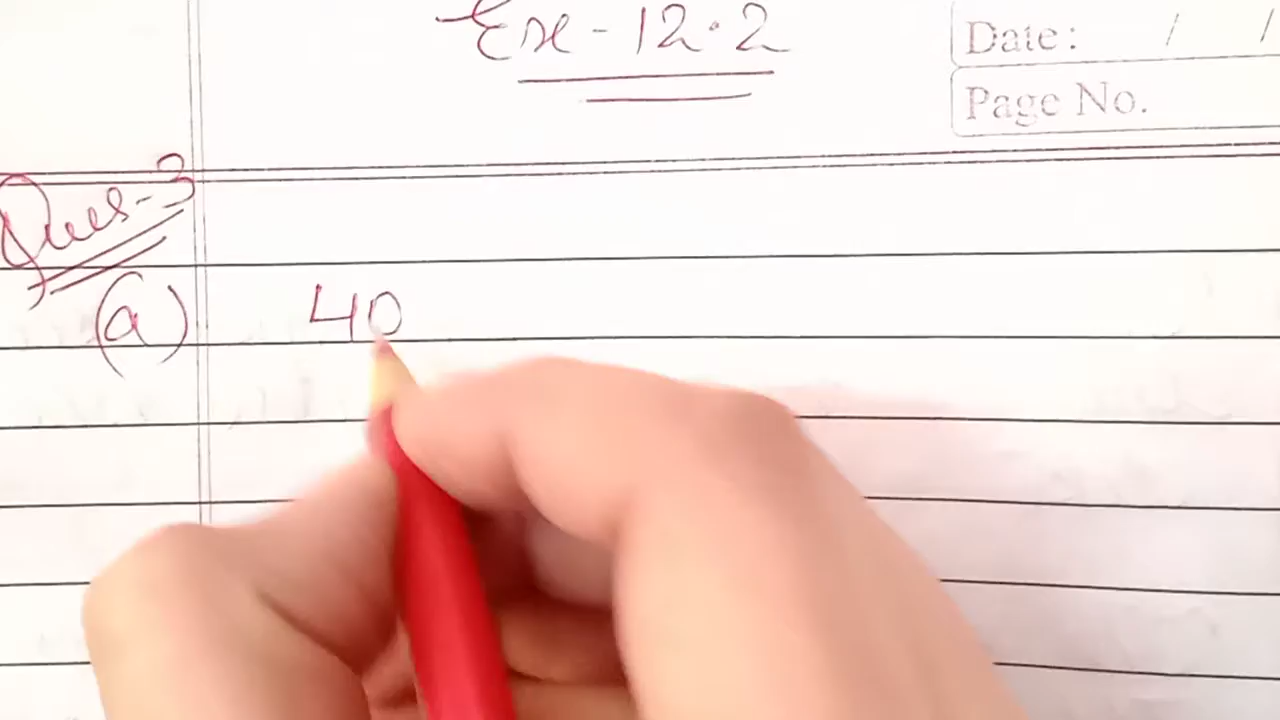 Ex-12.2
Date: / /
Page No.
Ques-3
(a) 40